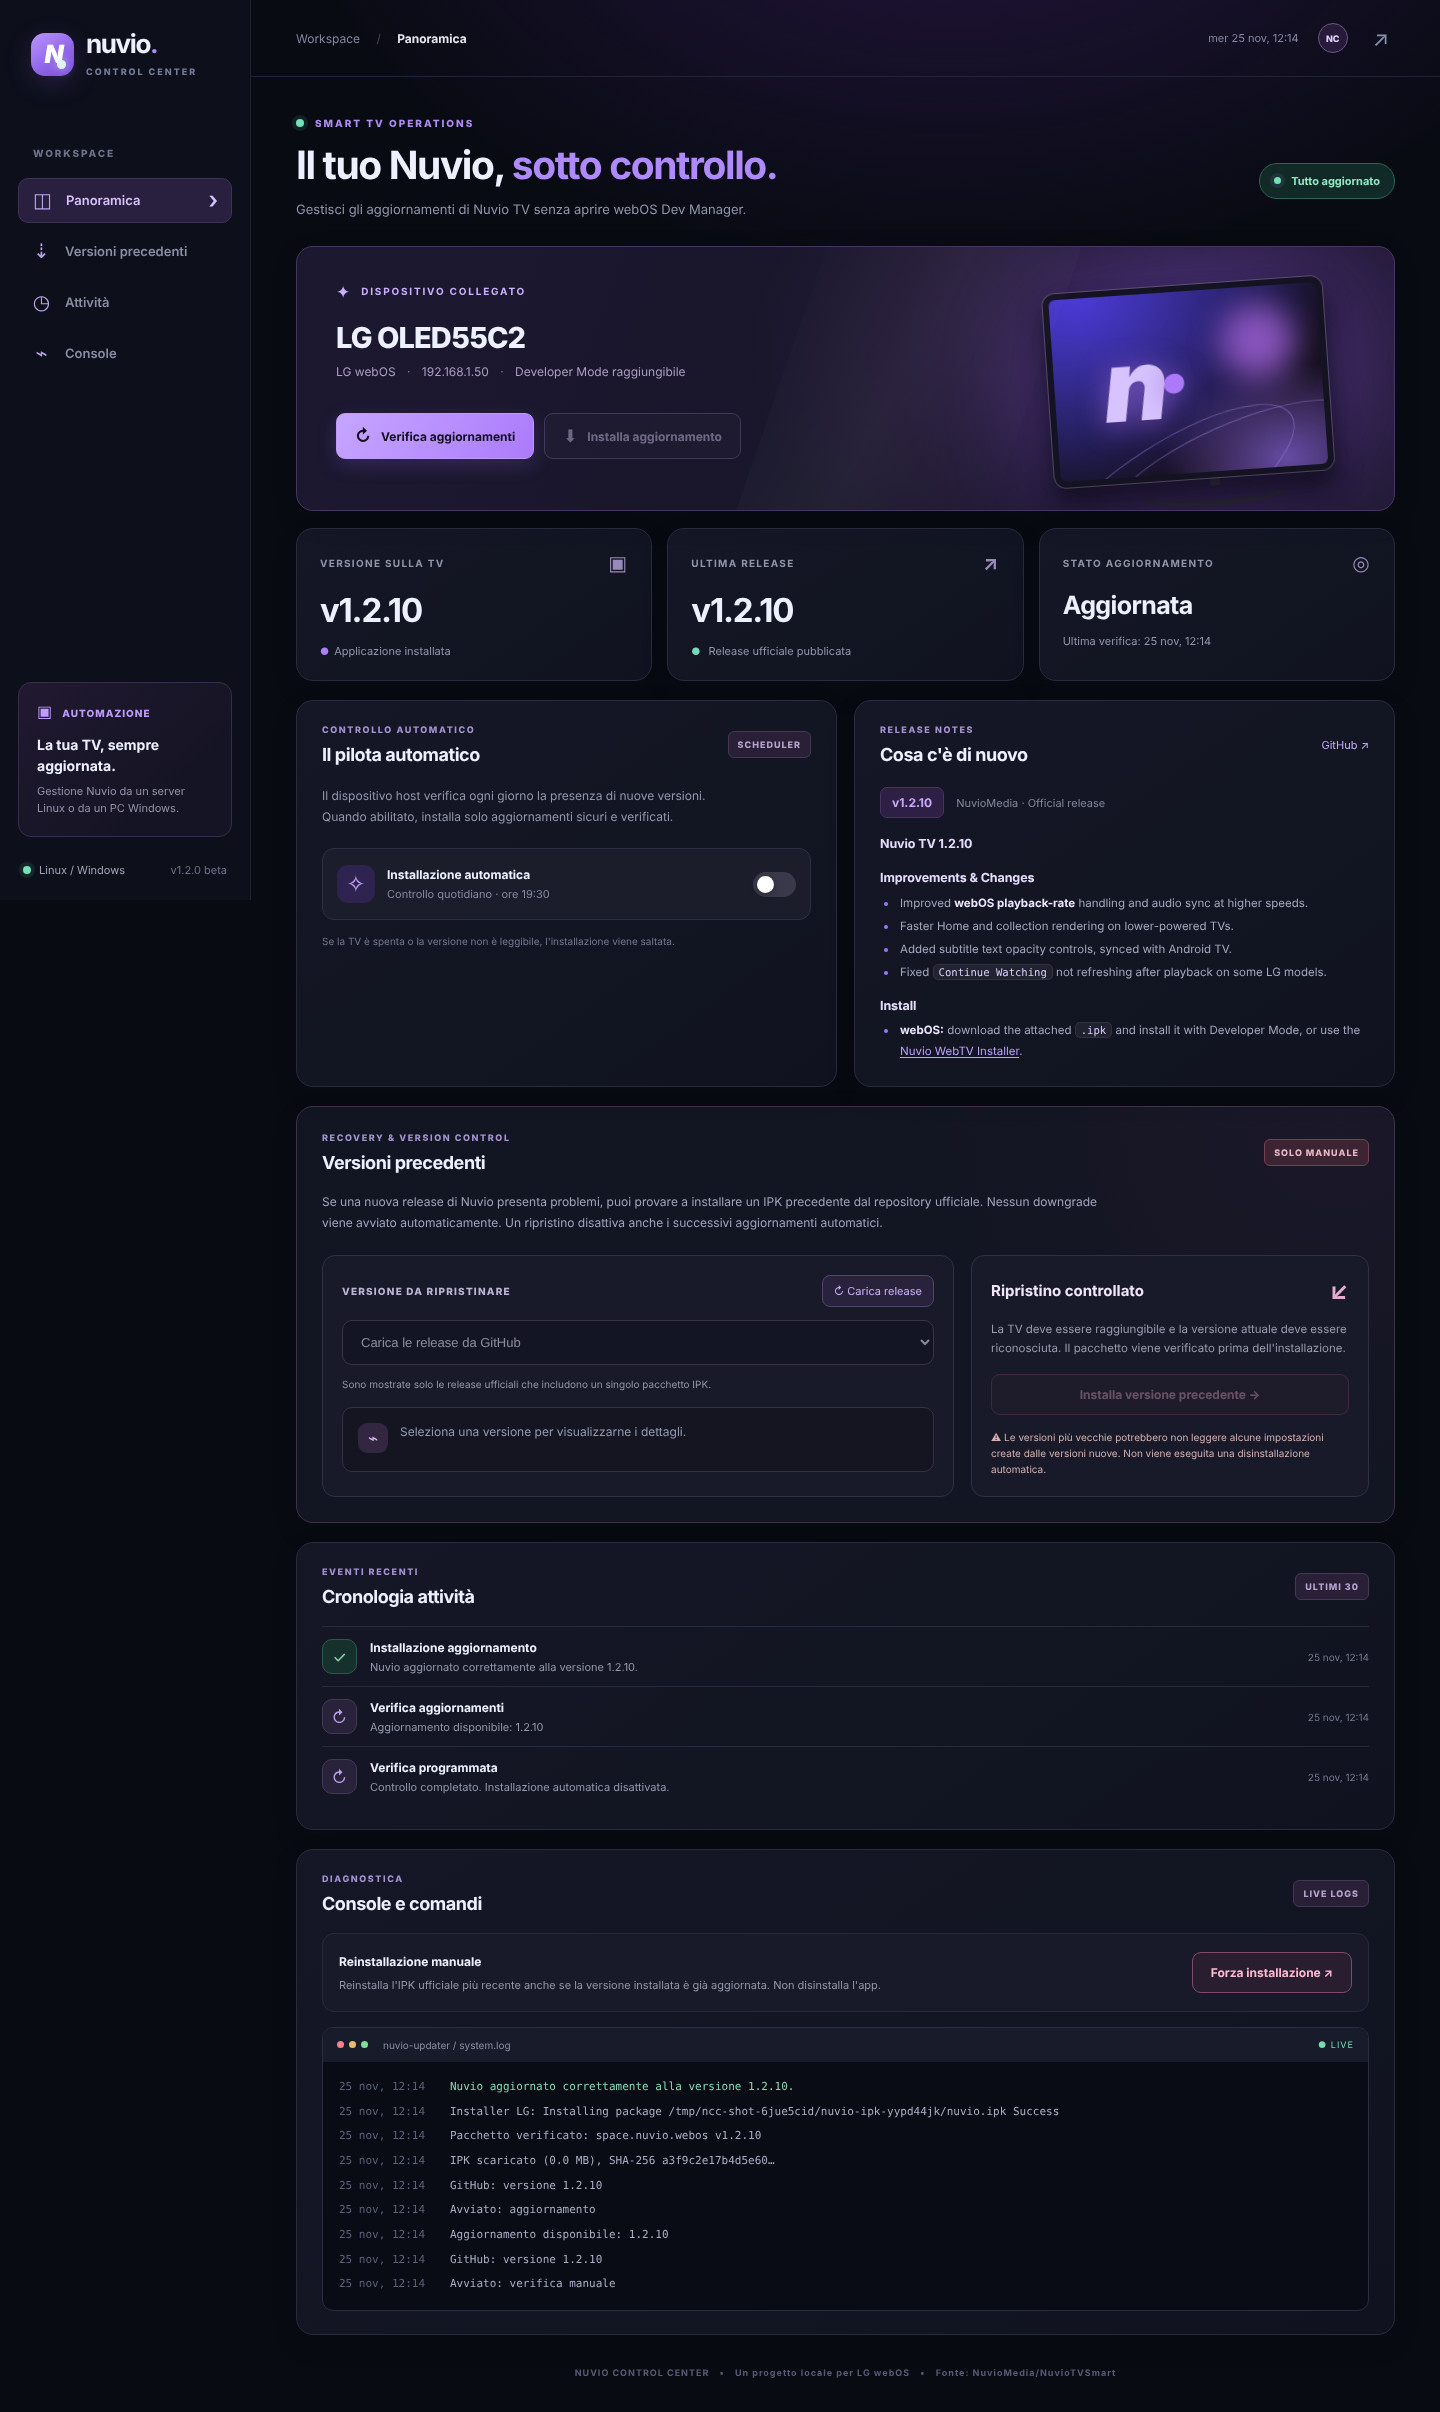 nuvio.
CONTROL CENTER
WORKSPACE
Panoramica
Versioni precedenti
Attività
Console
AUTOMAZIONE
La tua TV, sempre
aggiornata.
Gestione Nuvio da un server
Linux o da un PC Windows.
Linux / Windows
v1.2.0 beta
Workspace / Panoramica
mer 25 nov, 12:14
NC
SMART TV OPERATIONS
Il tuo Nuvio, sotto controllo.
Gestisci gli aggiornamenti di Nuvio TV senza aprire webOS Dev Manager.
Tutto aggiornato
DISPOSITIVO COLLEGATO
LG OLED55C2
LG webOS · 192.168.1.50 · Developer Mode raggiungibile
Verifica aggiornamenti
Installa aggiornamento
n
VERSIONE SULLA TV
v1.2.10
Applicazione installata
ULTIMA RELEASE
v1.2.10
Release ufficiale pubblicata
STATO AGGIORNAMENTO
Aggiornata
Ultima verifica: 25 nov, 12:14
CONTROLLO AUTOMATICO
Il pilota automatico
SCHEDULER
Il dispositivo host verifica ogni giorno la presenza di nuove versioni.
Quando abilitato, installa solo aggiornamenti sicuri e verificati.
Installazione automatica
Controllo quotidiano · ore 19:30
Se la TV è spenta o la versione non è leggibile, l'installazione viene saltata.
RELEASE NOTES
Cosa c'è di nuovo
GitHub ↗
v1.2.10
NuvioMedia · Official release
Nuvio TV 1.2.10
Improvements & Changes
• Improved webOS playback-rate handling and audio sync at higher speeds.
• Faster Home and collection rendering on lower-powered TVs.
• Added subtitle text opacity controls, synced with Android TV.
• Fixed Continue Watching not refreshing after playback on some LG models.
Install
• webOS: download the attached .ipk and install it with Developer Mode, or use the
Nuvio WebTV Installer.
RECOVERY & VERSION CONTROL
Versioni precedenti
SOLO MANUALE
Se una nuova release di Nuvio presenta problemi, puoi provare a installare un IPK precedente dal repository ufficiale. Nessun downgrade
viene avviato automaticamente. Un ripristino disattiva anche i successivi aggiornamenti automatici.
VERSIONE DA RIPRISTINARE
↻ Carica release
Carica le release da GitHub
Sono mostrate solo le release ufficiali che includono un singolo pacchetto IPK.
Seleziona una versione per visualizzarne i dettagli.
Ripristino controllato
La TV deve essere raggiungibile e la versione attuale deve essere
riconosciuta. Il pacchetto viene verificato prima dell'installazione.
Installa versione precedente →
⚠ Le versioni più vecchie potrebbero non leggere alcune impostazioni
create dalle versioni nuove. Non viene eseguita una disinstallazione
automatica.
EVENTI RECENTI
Cronologia attività
ULTIMI 30
Installazione aggiornamento
Nuvio aggiornato correttamente alla versione 1.2.10.
25 nov, 12:14
Verifica aggiornamenti
Aggiornamento disponibile: 1.2.10
25 nov, 12:14
Verifica programmata
Controllo completato. Installazione automatica disattivata.
25 nov, 12:14
DIAGNOSTICA
Console e comandi
LIVE LOGS
Reinstallazione manuale
Reinstalla l'IPK ufficiale più recente anche se la versione installata è già aggiornata. Non disinstalla l'app.
Forza installazione ↗
nuvio-updater / system.log
LIVE
25 nov, 12:14 Nuvio aggiornato correttamente alla versione 1.2.10.
25 nov, 12:14 Installer LG: Installing package /tmp/ncc-shot-6jue5cid/nuvio-ipk-yypd44jk/nuvio.ipk Success
25 nov, 12:14 Pacchetto verificato: space.nuvio.webos v1.2.10
25 nov, 12:14 IPK scaricato (0.0 MB), SHA-256 a3f9c2e17b4d5e60…
25 nov, 12:14 GitHub: versione 1.2.10
25 nov, 12:14 Avviato: aggiornamento
25 nov, 12:14 Aggiornamento disponibile: 1.2.10
25 nov, 12:14 GitHub: versione 1.2.10
25 nov, 12:14 Avviato: verifica manuale
NUVIO CONTROL CENTER • Un progetto locale per LG webOS • Fonte: NuvioMedia/NuvioTVSmart